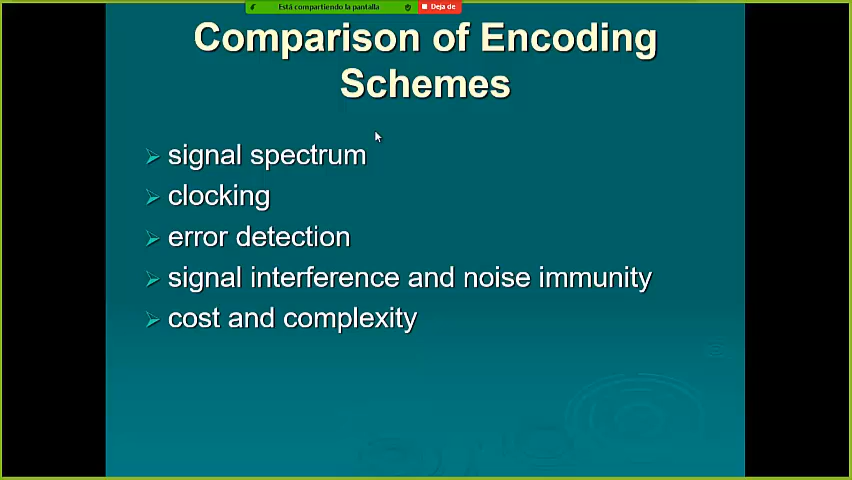 Está compartiendo la pantalla
Deja de
Comparison of Encoding
Schemes
signal spectrum
clocking
error detection
signal interference and noise immunity
cost and complexity